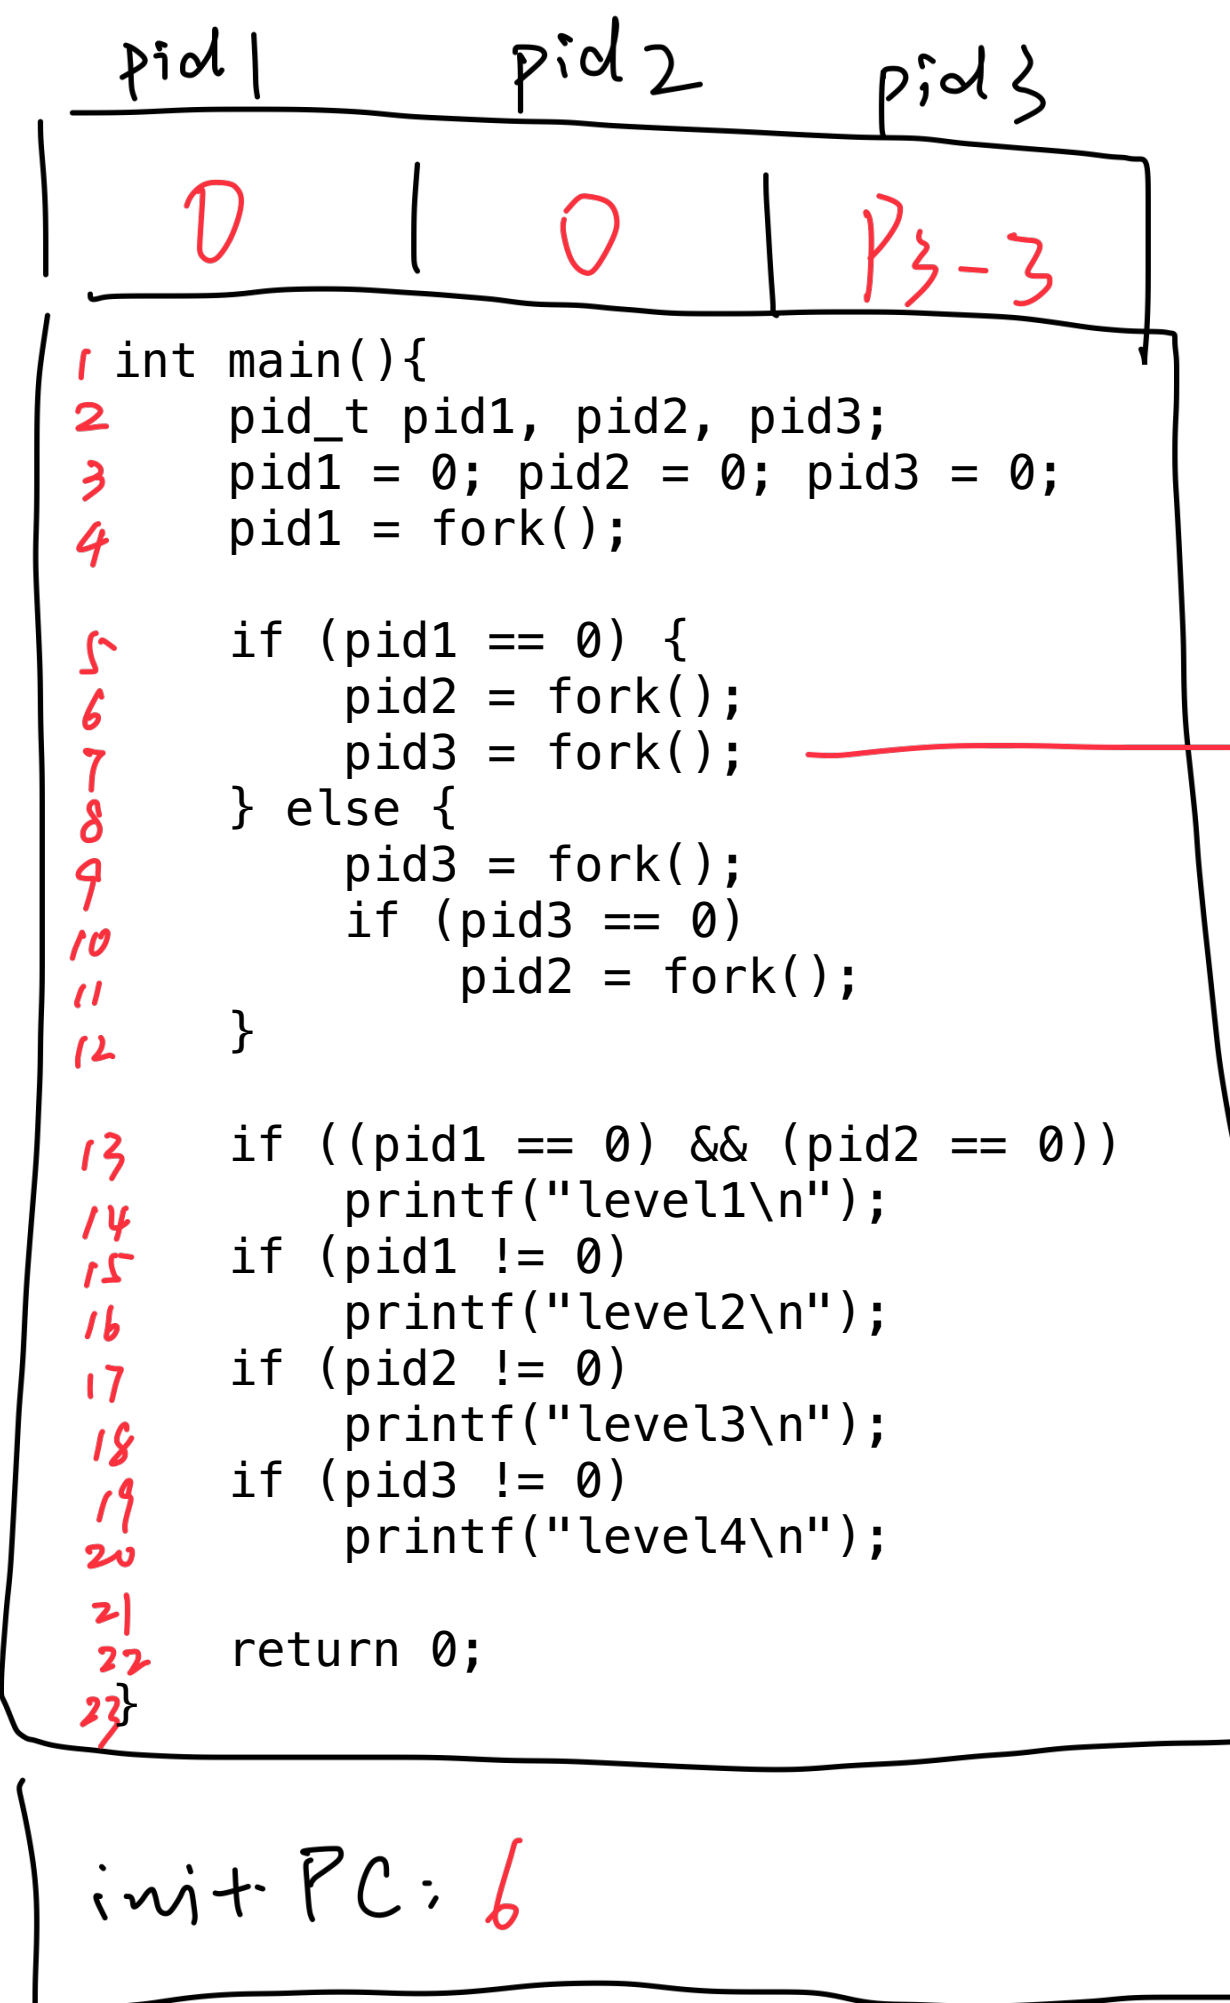 pid1 pid2 pid3
0 0 P3-3
1 int main(){
2 pid_t pid1, pid2, pid3;
3 pid1 = 0; pid2 = 0; pid3 = 0;
4 pid1 = fork();
5 if (pid1 == 0) {
6 pid2 = fork();
7 pid3 = fork();
8 } else {
9 pid3 = fork();
10 if (pid3 == 0)
11 pid2 = fork();
12 }
13 if ((pid1 == 0) && (pid2 == 0))
14 printf("level1\n");
15 if (pid1 != 0)
16 printf("level2\n");
17 if (pid2 != 0)
18 printf("level3\n");
19 if (pid3 != 0)
20 printf("level4\n");
21
22 return 0;
23 }
init PC: 6